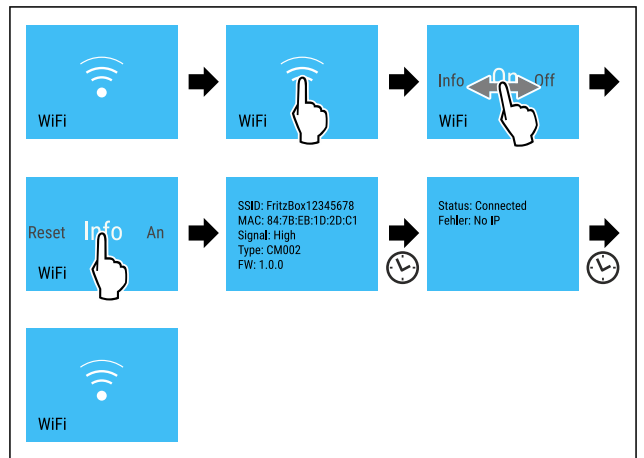 WiFi
WiFi
Info On Off
WiFi
Reset Info An
WiFi
SSID: FritzBox12345678
MAC: 84:7B:EB:1D:2D:C1
Signal: High
Type: CM002
FW: 1.0.0
Status: Connected
Fehler: No IP
WiFi